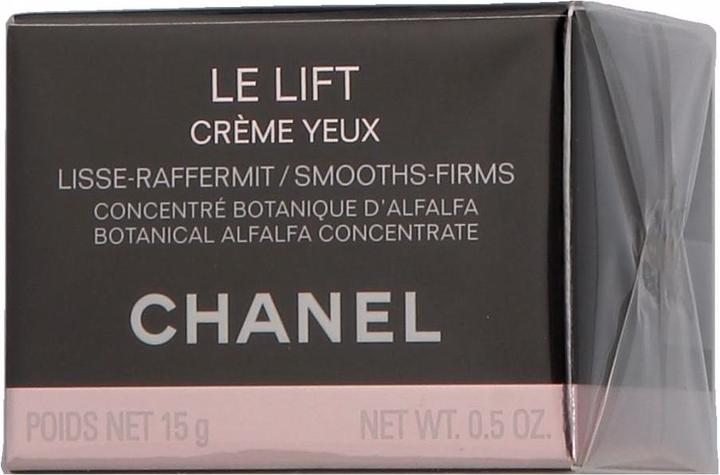 LE LIFT
CRÈME YEUX
LISSE-RAFFERMIT / SMOOTHS-FIRMS
CONCENTRÉ BOTANIQUE D'ALFALFA
BOTANICAL ALFALFA CONCENTRATE
CHANEL
POIDS NET 15 g NET WT. 0.5 OZ.